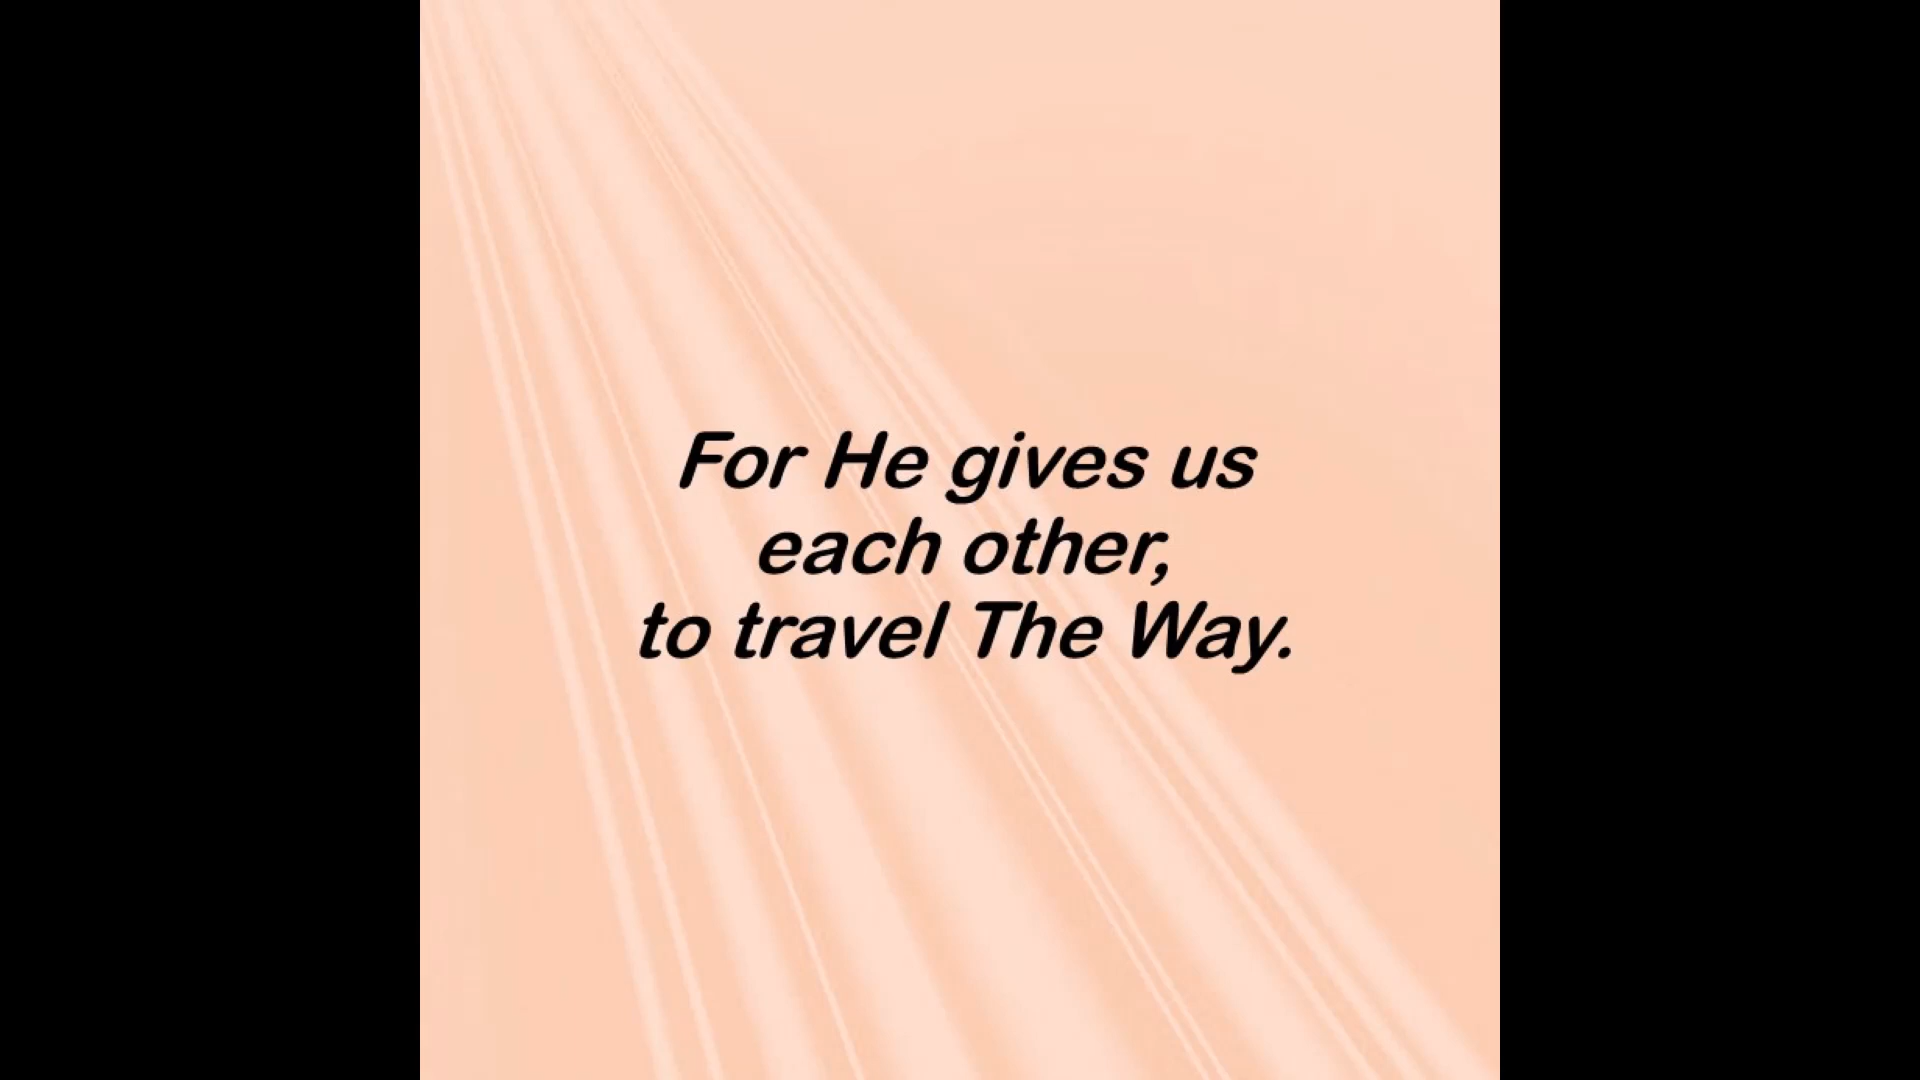 For He gives us
each other,
to travel The Way.